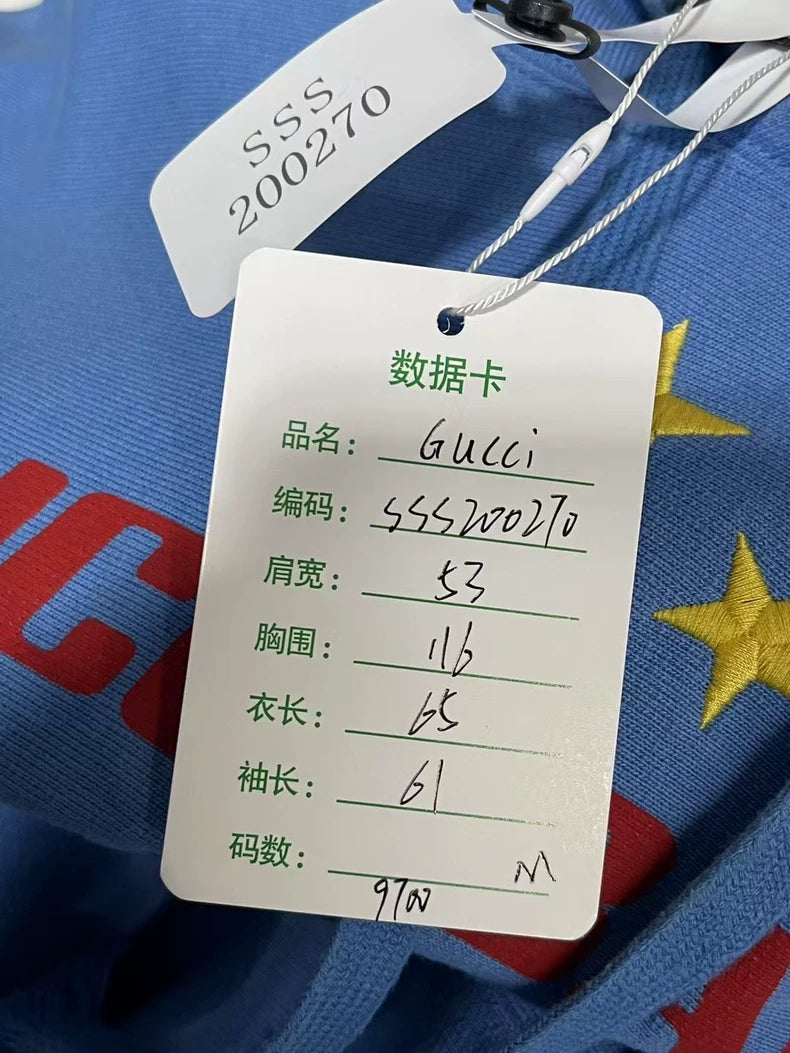 SSS
200270
数据卡
品名: Gucci
编码: SSS200270
肩宽: 53
胸围: 116
衣长: 65
袖长: 61
码数: M
9700